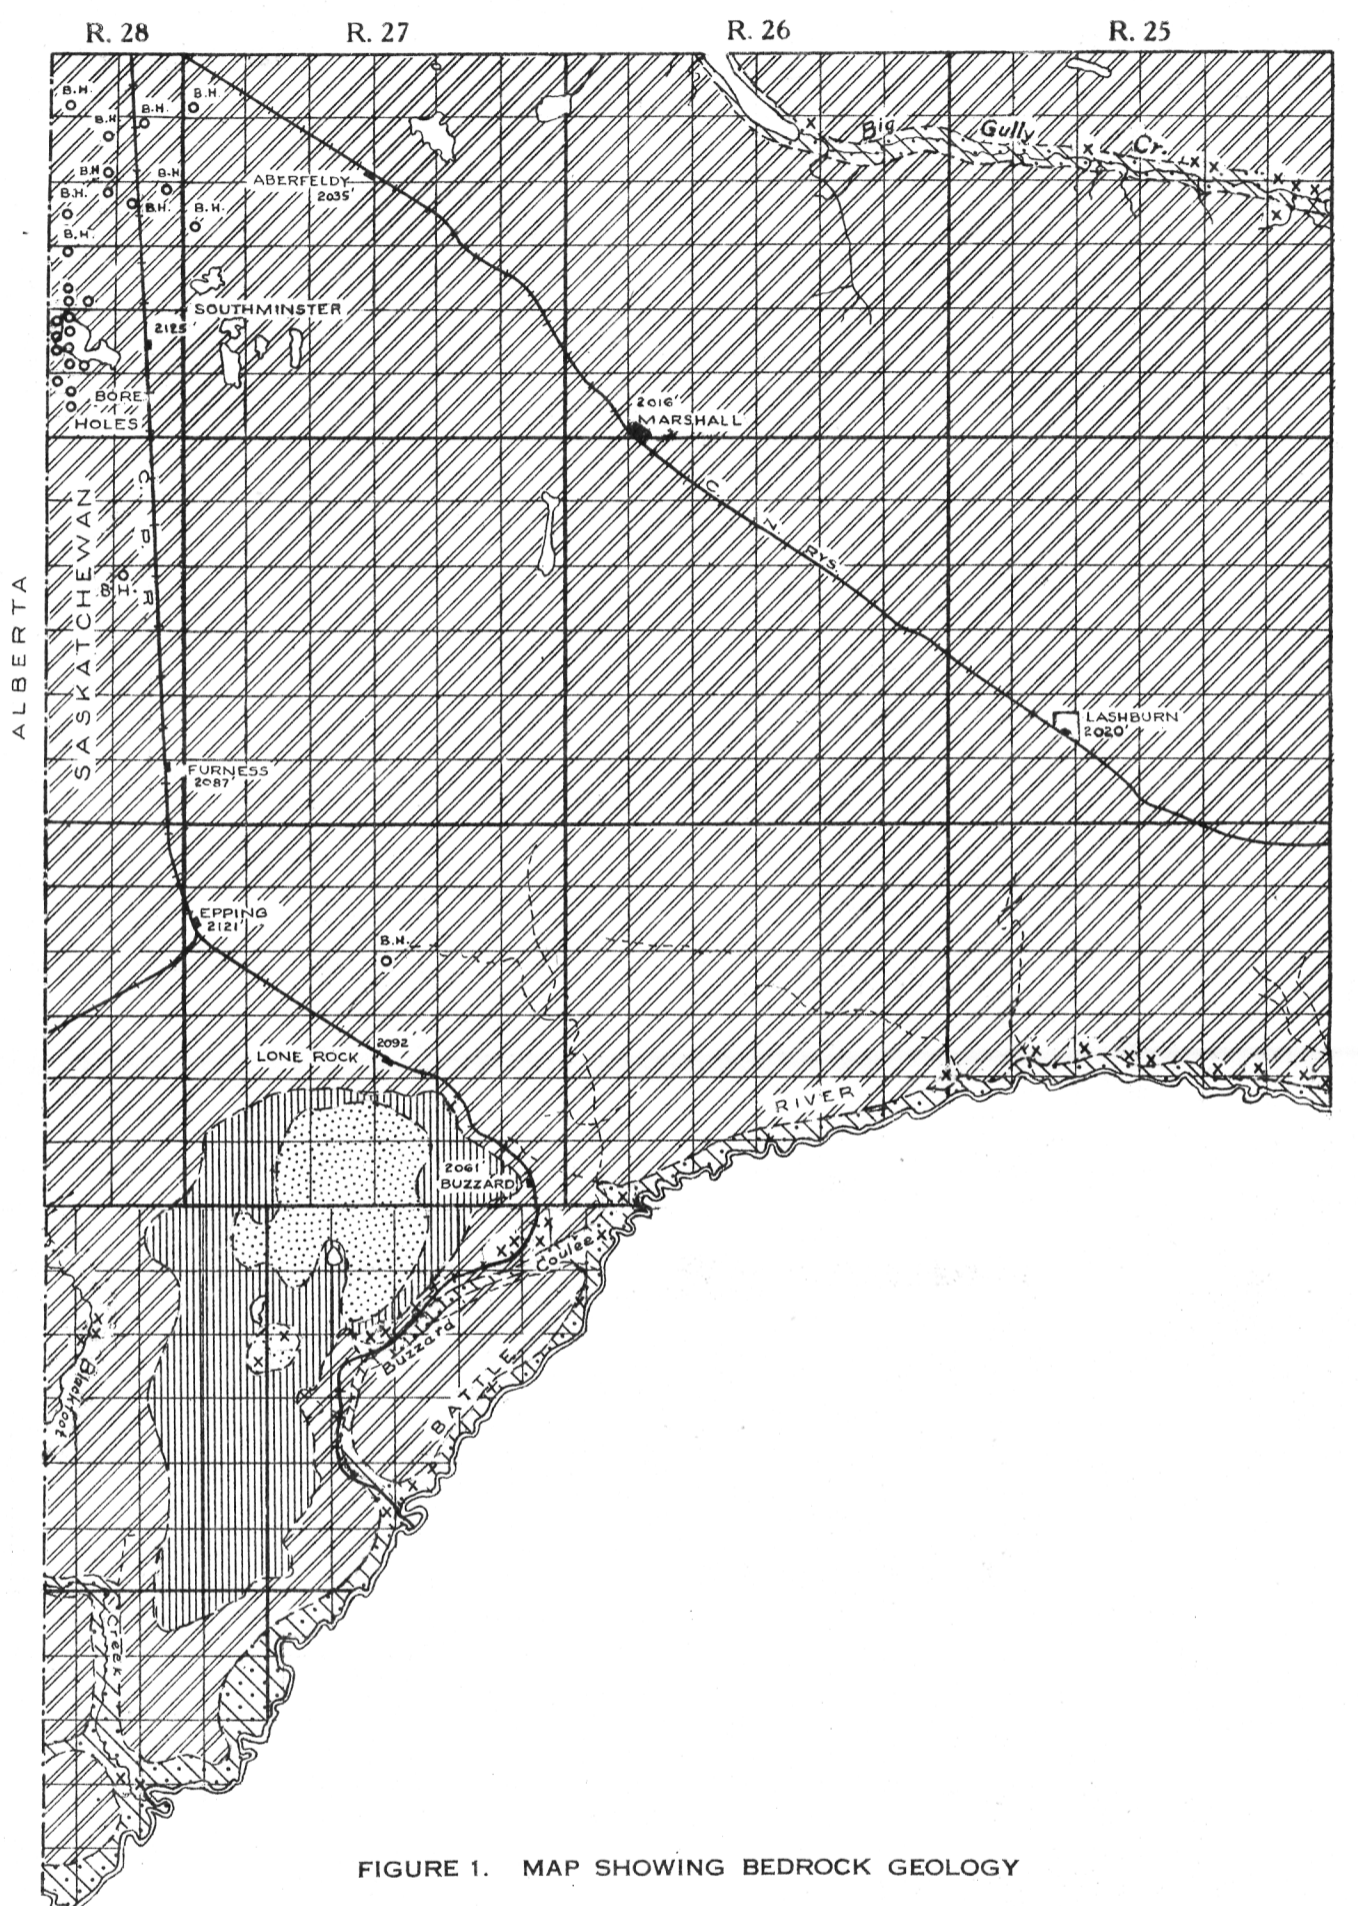 R. 28 R. 27 R. 26 R. 25
B.H.
B.H.
B.H.
B.H.
Big Gully Cr.
B.H.
B.H.
B.H.
B.H.
B.H.
B.H.
ABERFELDY
2035'
SOUTHMINSTER
2125
BORE
HOLES
2016'
MARSHALL
C. P. R
C. N. RYS.
B.H.
ALBERTA
SASKATCHEWAN
LASHBURN
2020'
FURNESS
2087'
EPPING
2121'
B.H.
2092
LONE ROCK
RIVER
2061
BUZZARD
Coulee
Buzzard
BATTLE
Blackfoot
Creek
FIGURE 1. MAP SHOWING BEDROCK GEOLOGY